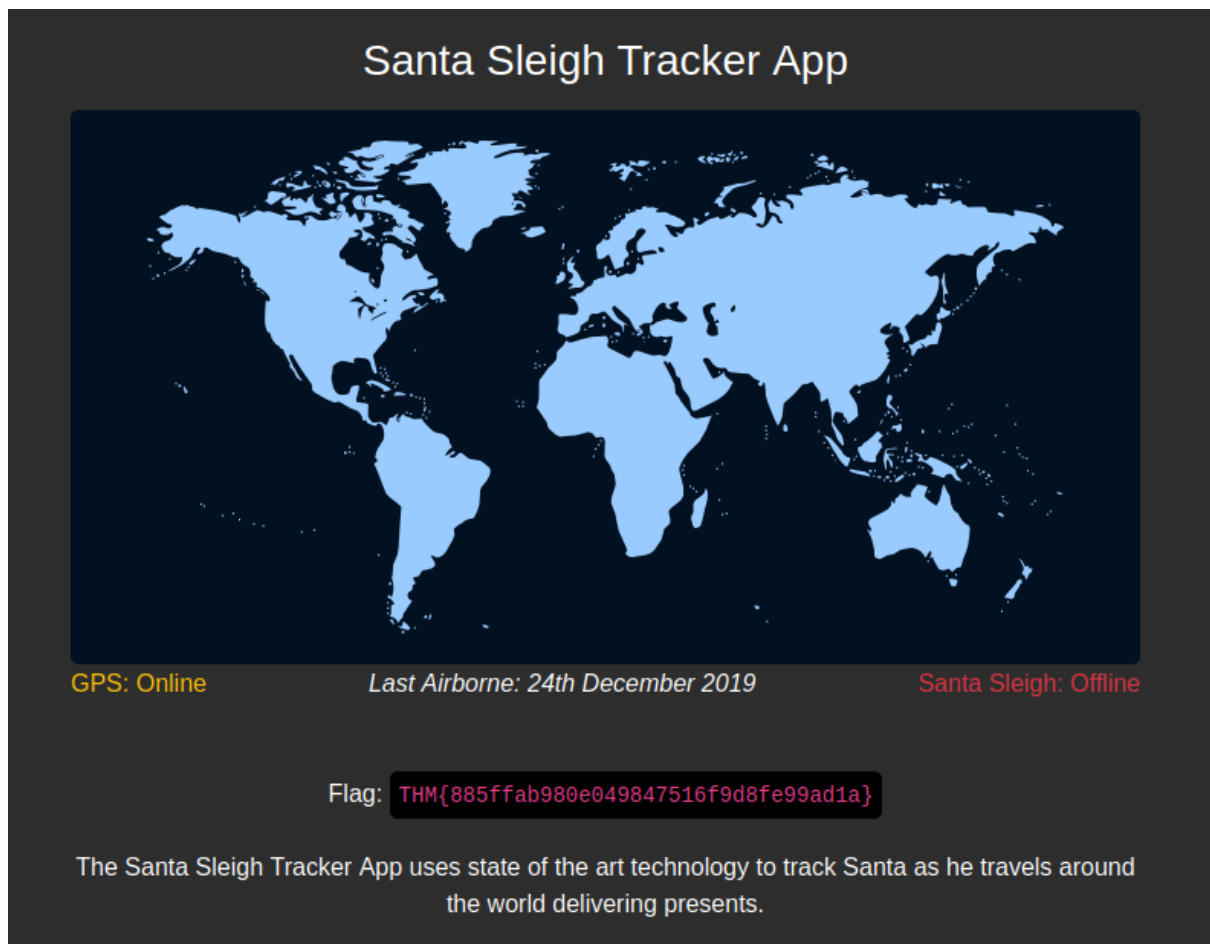 Santa Sleigh Tracker App
GPS: Online Last Airborne: 24th December 2019 Santa Sleigh: Offline
Flag: THM{885ffab980e049847516f9d8fe99ad1a}
The Santa Sleigh Tracker App uses state of the art technology to track Santa as he travels around
the world delivering presents.